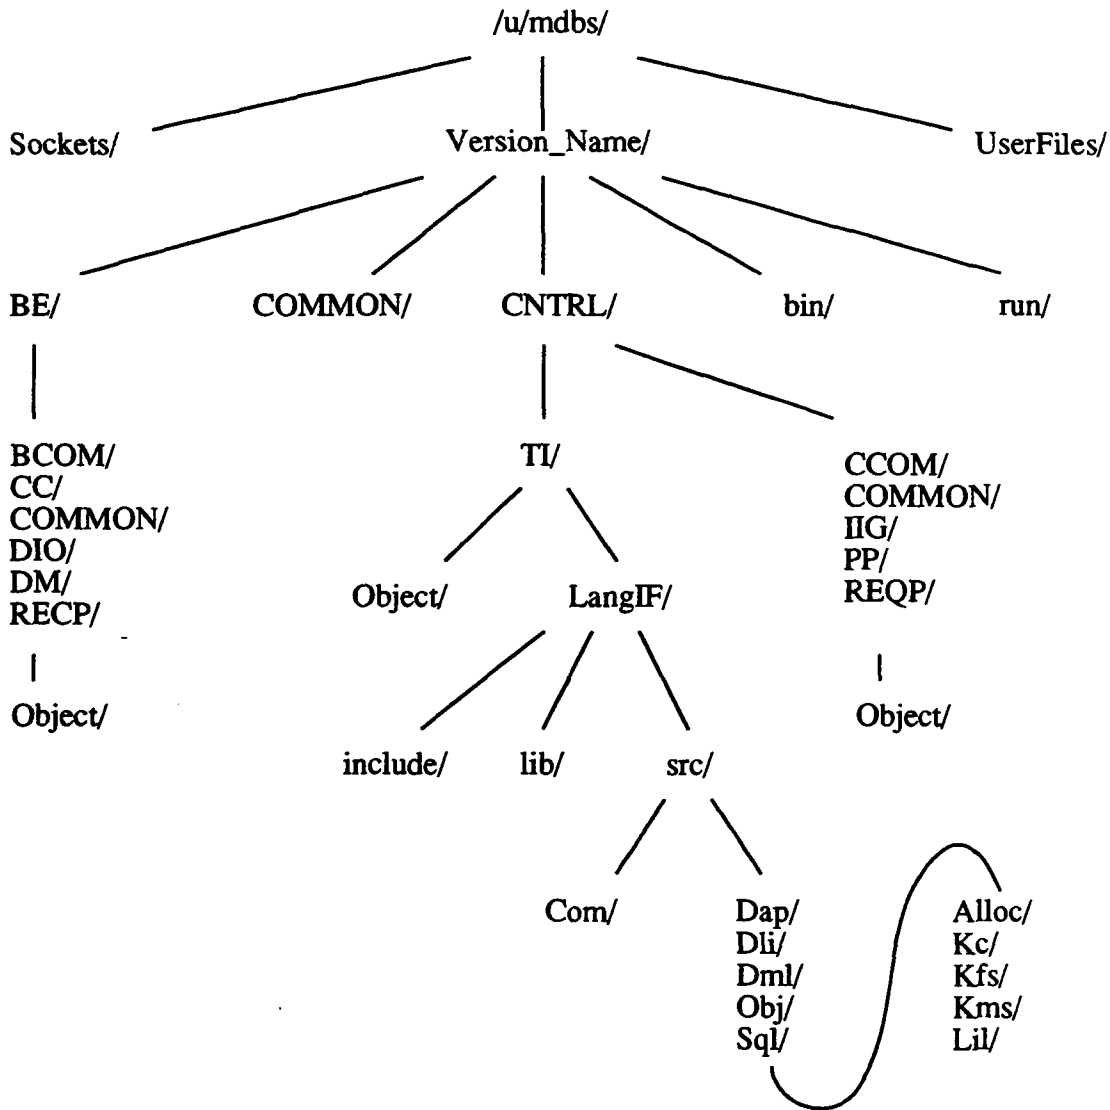 /u/mdbs/
Sockets/ Version_Name/ UserFiles/
BE/ COMMON/ CNTRL/ bin/ run/
BCOM/
CC/
COMMON/
DIO/
DM/
RECP/
Object/
TI/
Object/ LangIF/
include/ lib/ src/
Com/
Dap/
Dli/
Dml/
Obj/
Sql/
Alloc/
Kc/
Kfs/
Kms/
Lil/
CCOM/
COMMON/
IIG/
PP/
REQP/
Object/